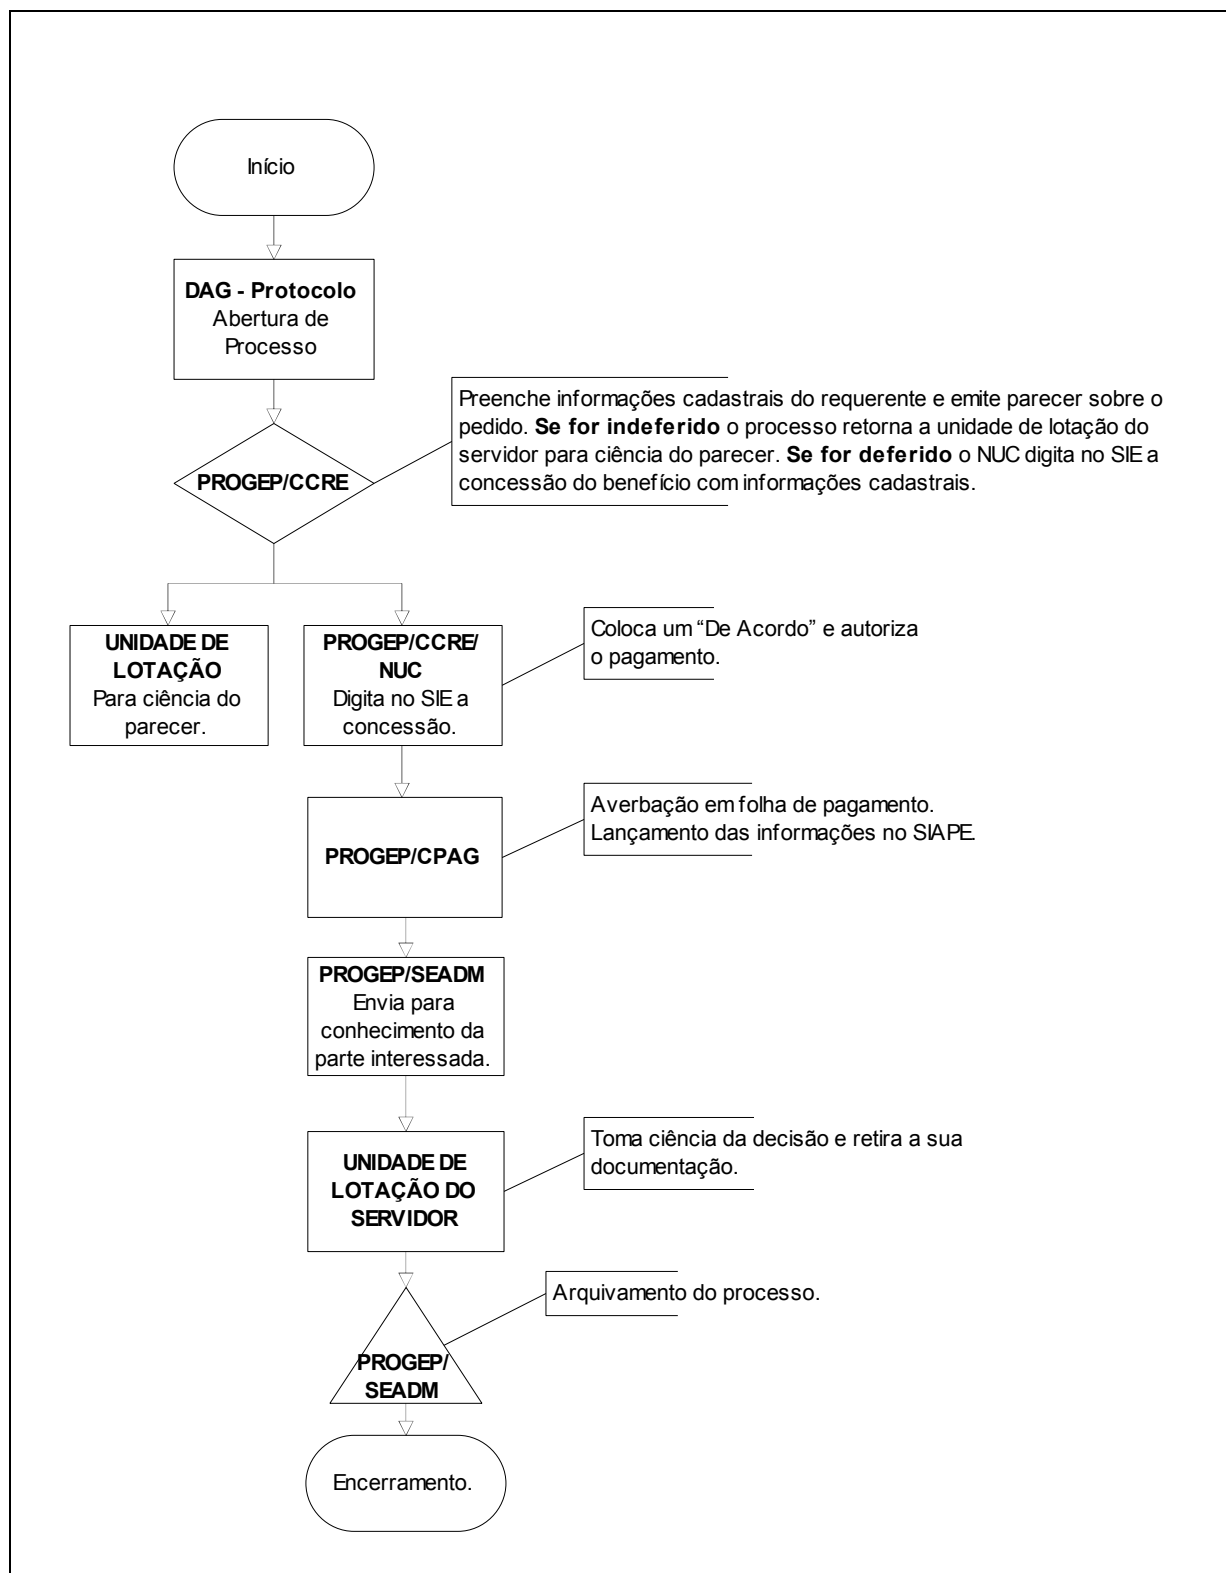 Início
DAG - Protocolo
Abertura de
Processo
Preenche informações cadastrais do requerente e emite parecer sobre o
pedido. Se for indeferido o processo retorna a unidade de lotação do
servidor para ciência do parecer. Se for deferido o NUC digita no SIE a
concessão do benefício com informações cadastrais.
PROGEP/CCRE
UNIDADE DE
LOTAÇÃO
Para ciência do
parecer.
PROGEP/CCRE/
NUC
Digita no SIE a
concessão.
Coloca um “De Acordo” e autoriza
o pagamento.
PROGEP/CPAG
Averbação em folha de pagamento.
Lançamento das informações no SIAPE.
PROGEP/SEADM
Envia para
conhecimento da
parte interessada.
UNIDADE DE
LOTAÇÃO DO
SERVIDOR
Toma ciência da decisão e retira a sua
documentação.
Arquivamento do processo.
PROGEP/
SEADM
Encerramento.